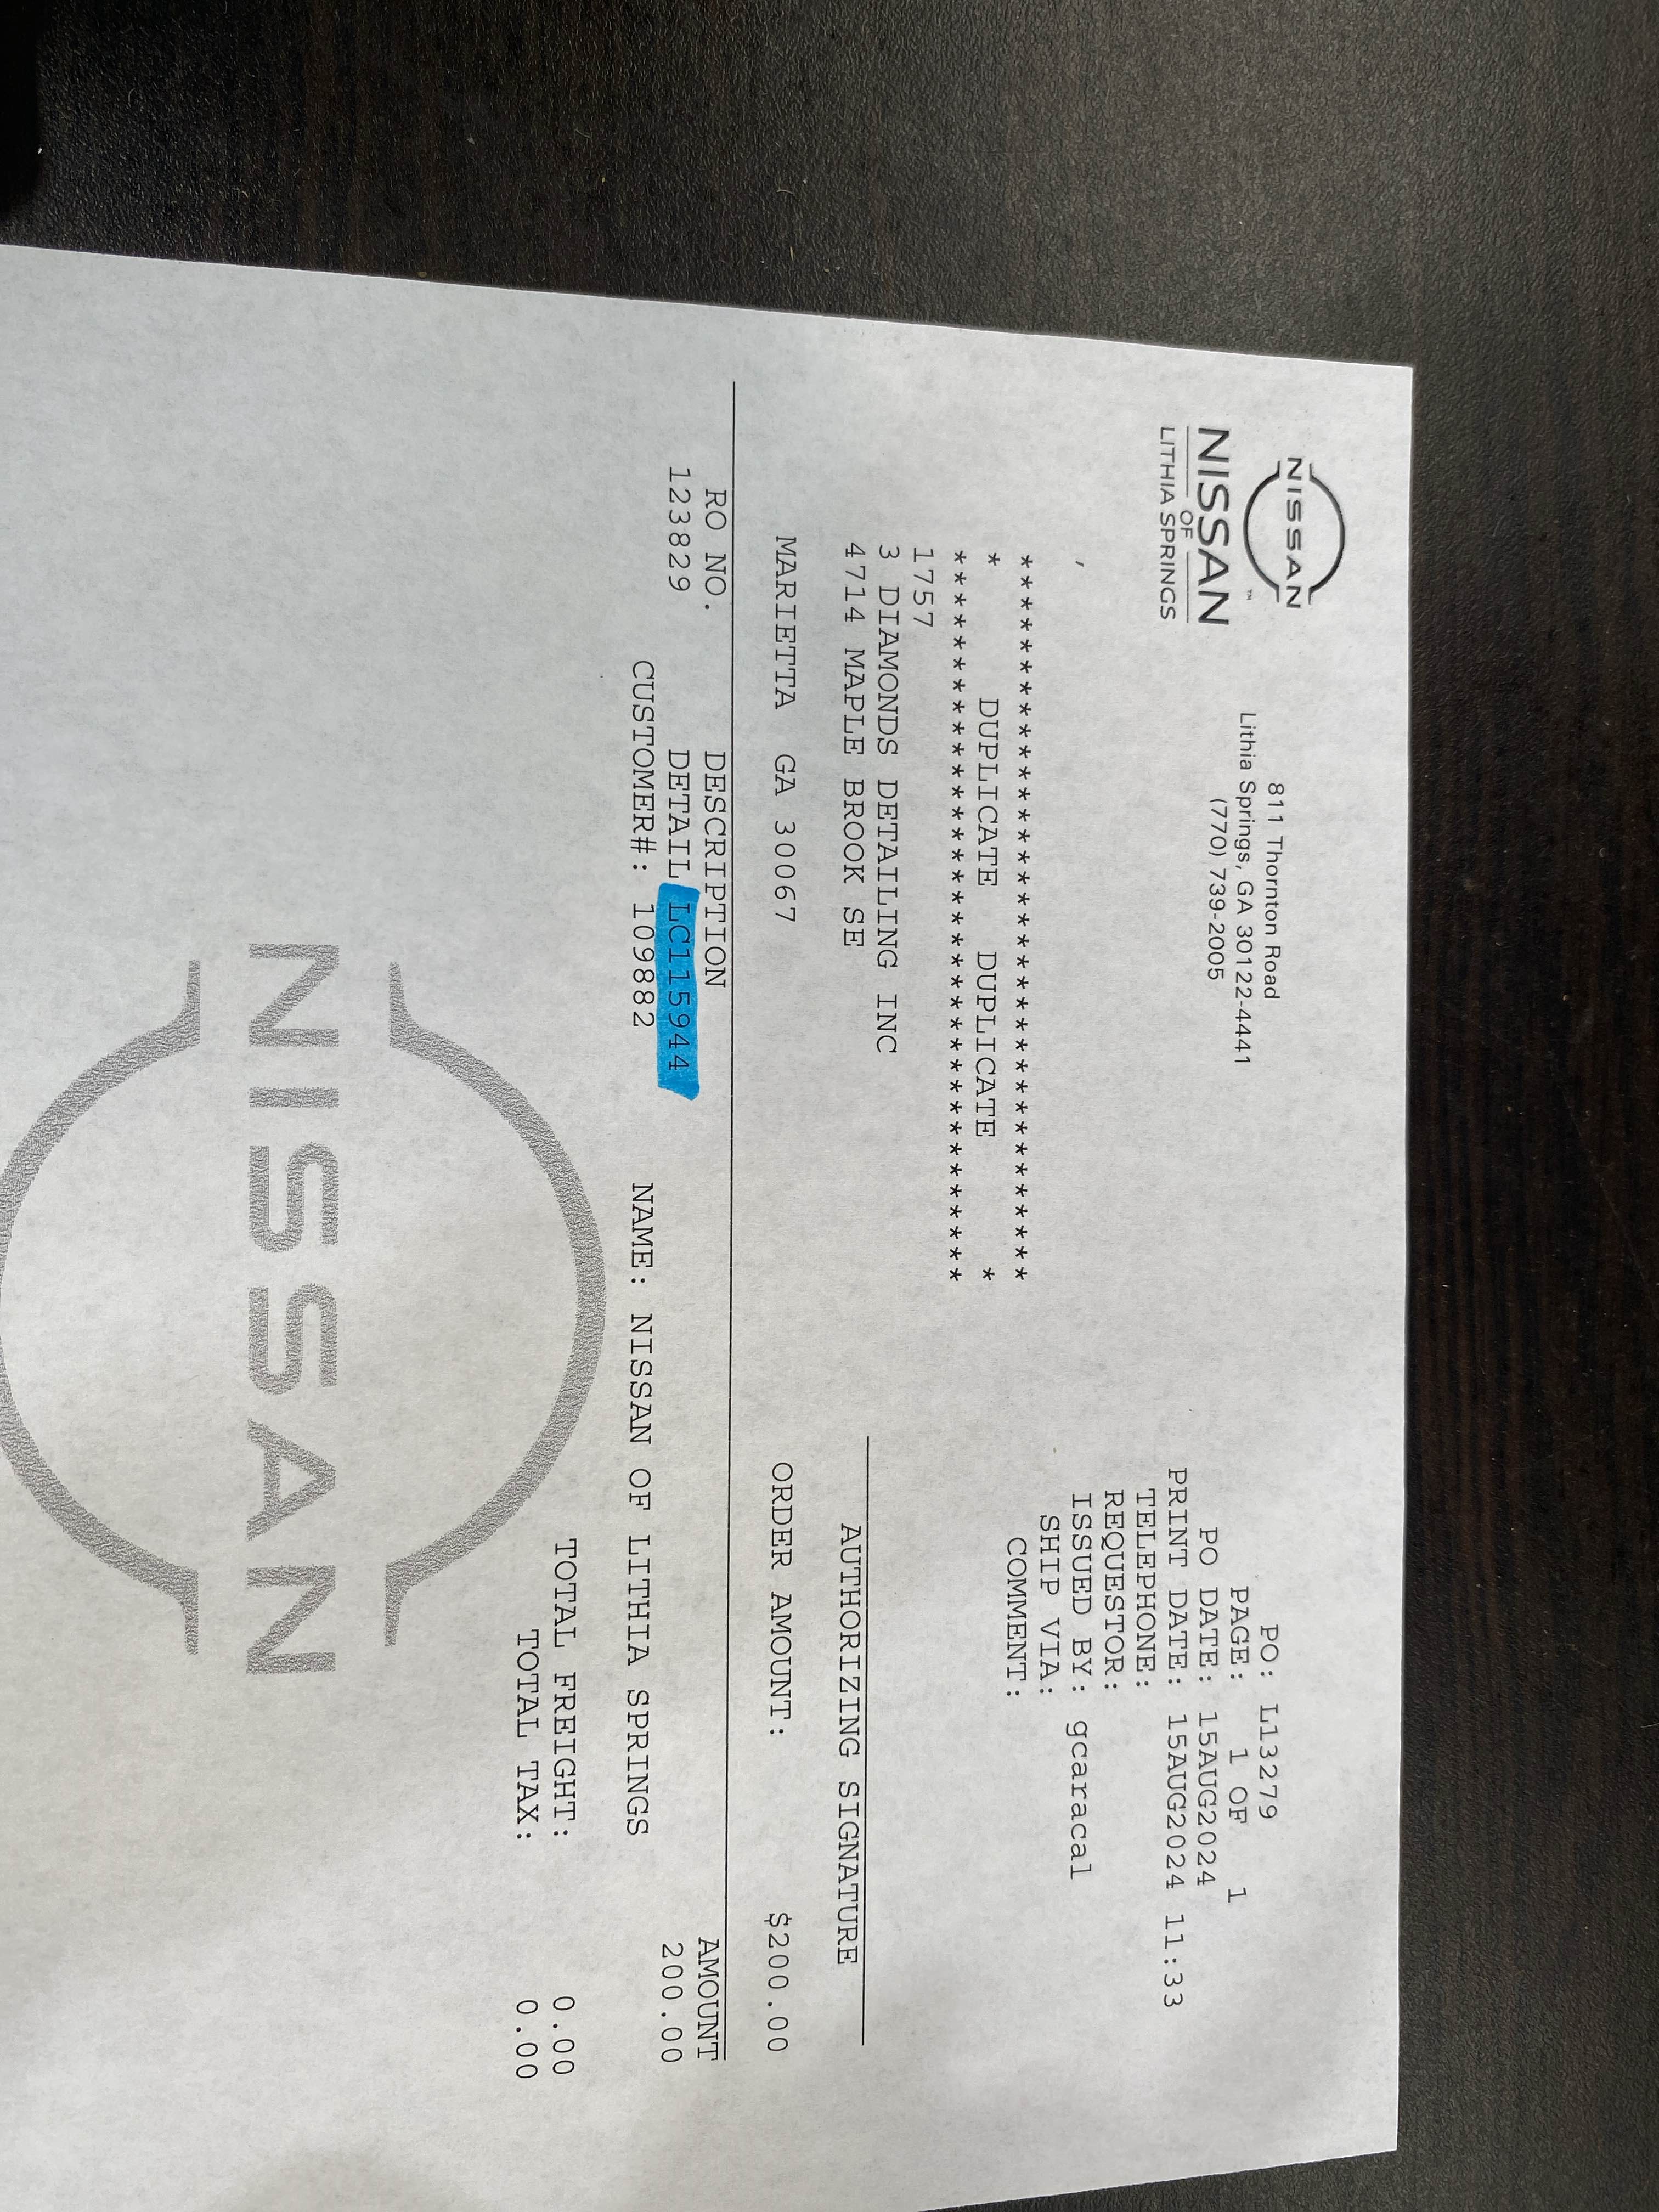 NISSAN
NISSAN
OF
LITHIA SPRINGS
811 Thornton Road
Lithia Springs, GA 30122-4441
(770) 739-2005
PO: L13279
PAGE: 1 OF 1
PO DATE: 15AUG2024
PRINT DATE: 15AUG2024 11:33
TELEPHONE:
REQUESTOR:
ISSUED BY: gcaracal
SHIP VIA:
COMMENT:
,
*********************************
* DUPLICATE DUPLICATE *
*********************************
1757
3 DIAMONDS DETAILING INC
4714 MAPLE BROOK SE
MARIETTA GA 30067
AUTHORIZING SIGNATURE
ORDER AMOUNT: $200.00
RO NO. DESCRIPTION AMOUNT
123829 DETAIL LC115944 200.00
CUSTOMER#: 109882 NAME: NISSAN OF LITHIA SPRINGS
TOTAL FREIGHT: 0.00
TOTAL TAX: 0.00
NISSAN